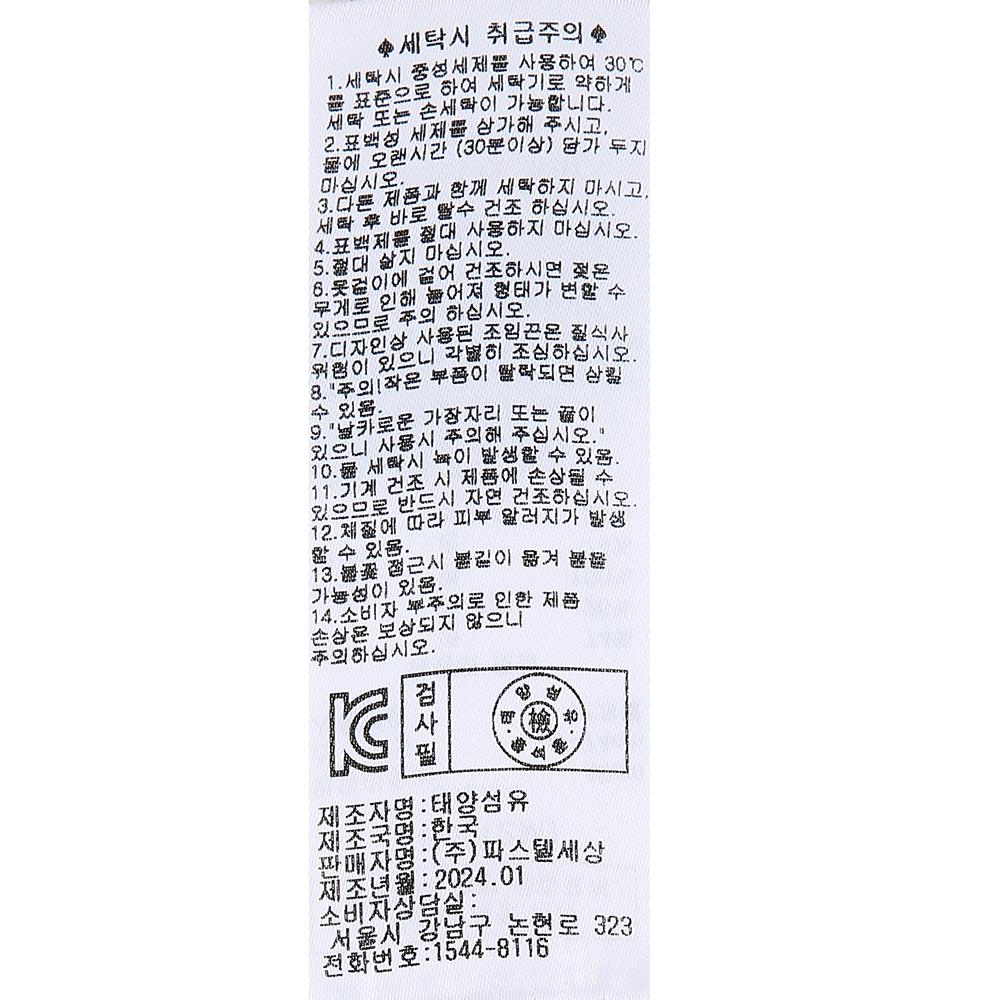 ♠세탁시 취급주의♠
1.세탁시 중성세제를 사용하여 30℃
를 표준으로 하여 세탁기로 약하게
세탁 또는 손세탁이 가능합니다.
2.표백성 세제를 삼가해 주시고,
물에 오랜시간 (30분이상) 담가 두지
마십시오.
3.다른 제품과 함께 세탁하지 마시고,
세탁 후 바로 탈수 건조 하십시오.
4.표백제를 절대 사용하지 마십시오.
5.절대 삶지 마십시오.
6.옷걸이에 걸어 건조하시면 젖은
무게로 인해 늘어져 형태가 변할 수
있으므로 주의 하십시오.
7.디자인상 사용된 조임끈은 질식사
위험이 있으니 각별히 조심하십시오.
8."주의!작은 부품이 탈락되면 삼킬
수 있음.
9."날카로운 가장자리 또는 끝이
있으니 사용시 주의해 주십시오."
10.물 세탁시 녹이 발생할 수 있음.
11.기계 건조 시 제품에 손상될 수
있으므로 반드시 자연 건조하십시오.
12.체질에 따라 피부 알러지가 발생
할 수 있음.
13.불꽃 접근시 불길이 옮겨 붙을
가능성이 있음.
14.소비자 부주의로 인한 제품
손상은 보상되지 않으니
주의하십시오.
KC
검사필
태양섬유
檢
제조자명:태양섬유
제조국명:한국
판매자명:(주)파스텔세상
제조년월:2024.01
소비자상담실:
서울시 강남구 논현로 323
전화번호:1544-8116